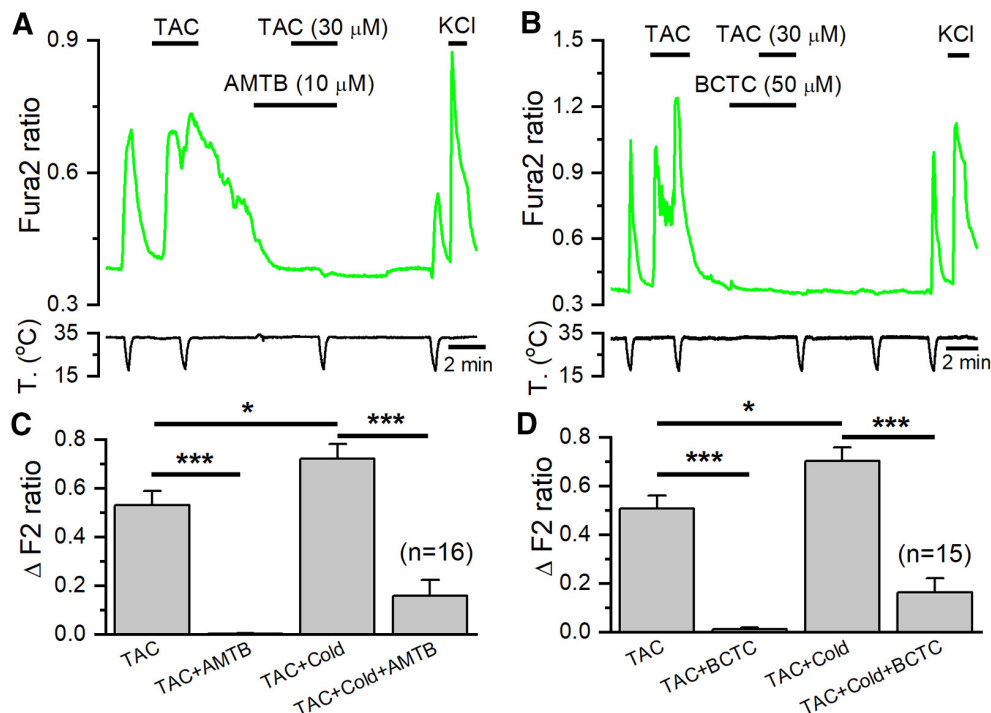 A
TAC
TAC (30 μM)
KCl
AMTB (10 μM)
0.9
0.6
0.3
Fura2 ratio
35
15
T. (°C)
2 min
B
TAC
TAC (30 μM)
KCl
BCTC (50 μM)
1.5
1.2
0.9
0.6
0.3
Fura2 ratio
35
15
T. (°C)
2 min
C
*
***
***
0.8
0.6
0.4
0.2
0.0
Δ F2 ratio
(n=16)
TAC
TAC+AMTB
TAC+Cold
TAC+Cold+AMTB
D
*
***
***
0.8
0.6
0.4
0.2
0.0
Δ F2 ratio
(n=15)
TAC
TAC+BCTC
TAC+Cold
TAC+Cold+BCTC